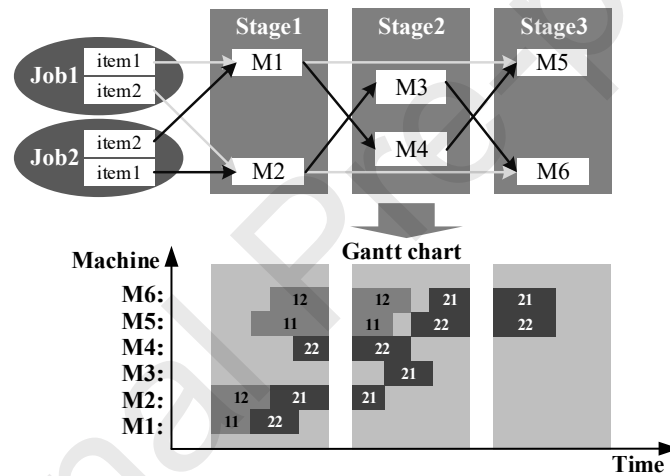 Stage1 Stage2 Stage3
item1 M1 M5
Job1 M3
item2
item2 M4
Job2
item1 M2 M6
Gantt chart
Machine
M6: 12 12 21 21
M5: 11 11 22 22
M4: 22 22
M3: 21
M2: 12 21 21
M1: 11 22
Time